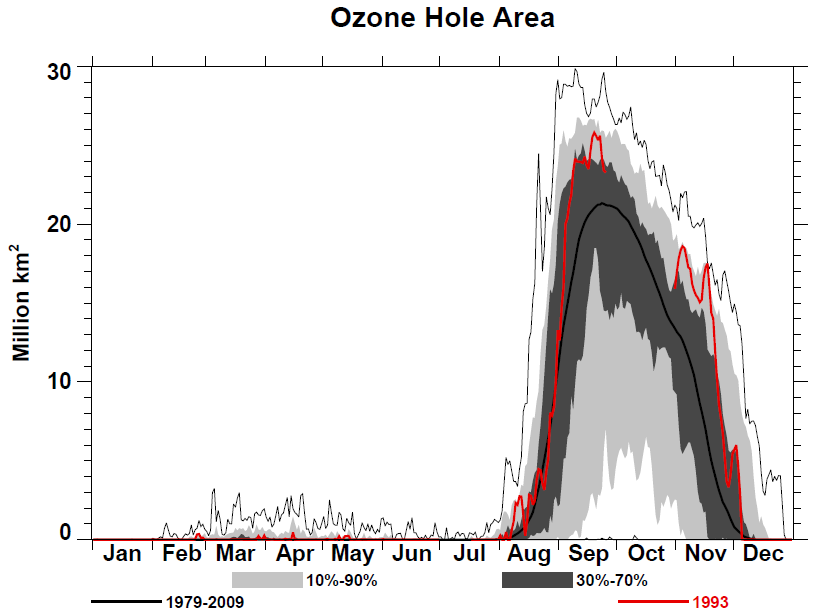 Ozone Hole Area
30
20
10
0
Million km²
Jan Feb Mar Apr May Jun Jul Aug Sep Oct Nov Dec
10%-90% 30%-70%
1979-2009 1993